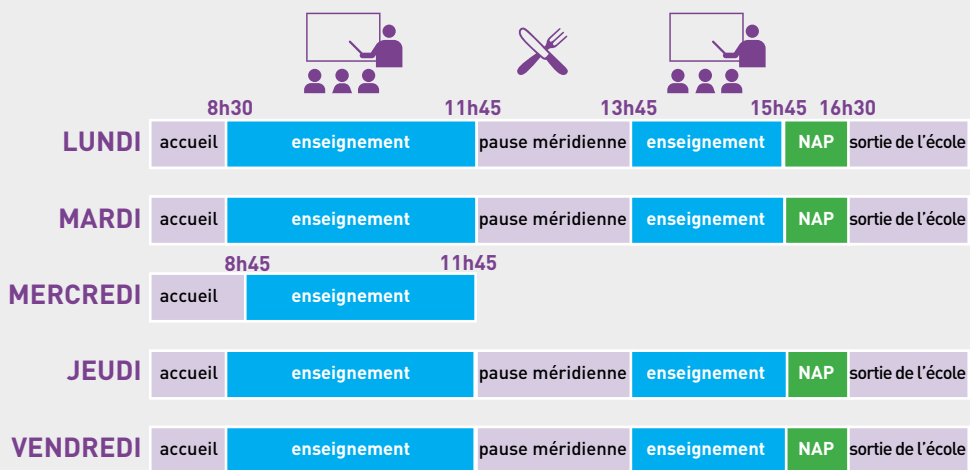 8h30 11h45 13h45 15h45 16h30
LUNDI accueil enseignement pause méridienne enseignement NAP sortie de l'école
MARDI accueil enseignement pause méridienne enseignement NAP sortie de l'école
8h45 11h45
MERCREDI accueil enseignement
JEUDI accueil enseignement pause méridienne enseignement NAP sortie de l'école
VENDREDI accueil enseignement pause méridienne enseignement NAP sortie de l'école